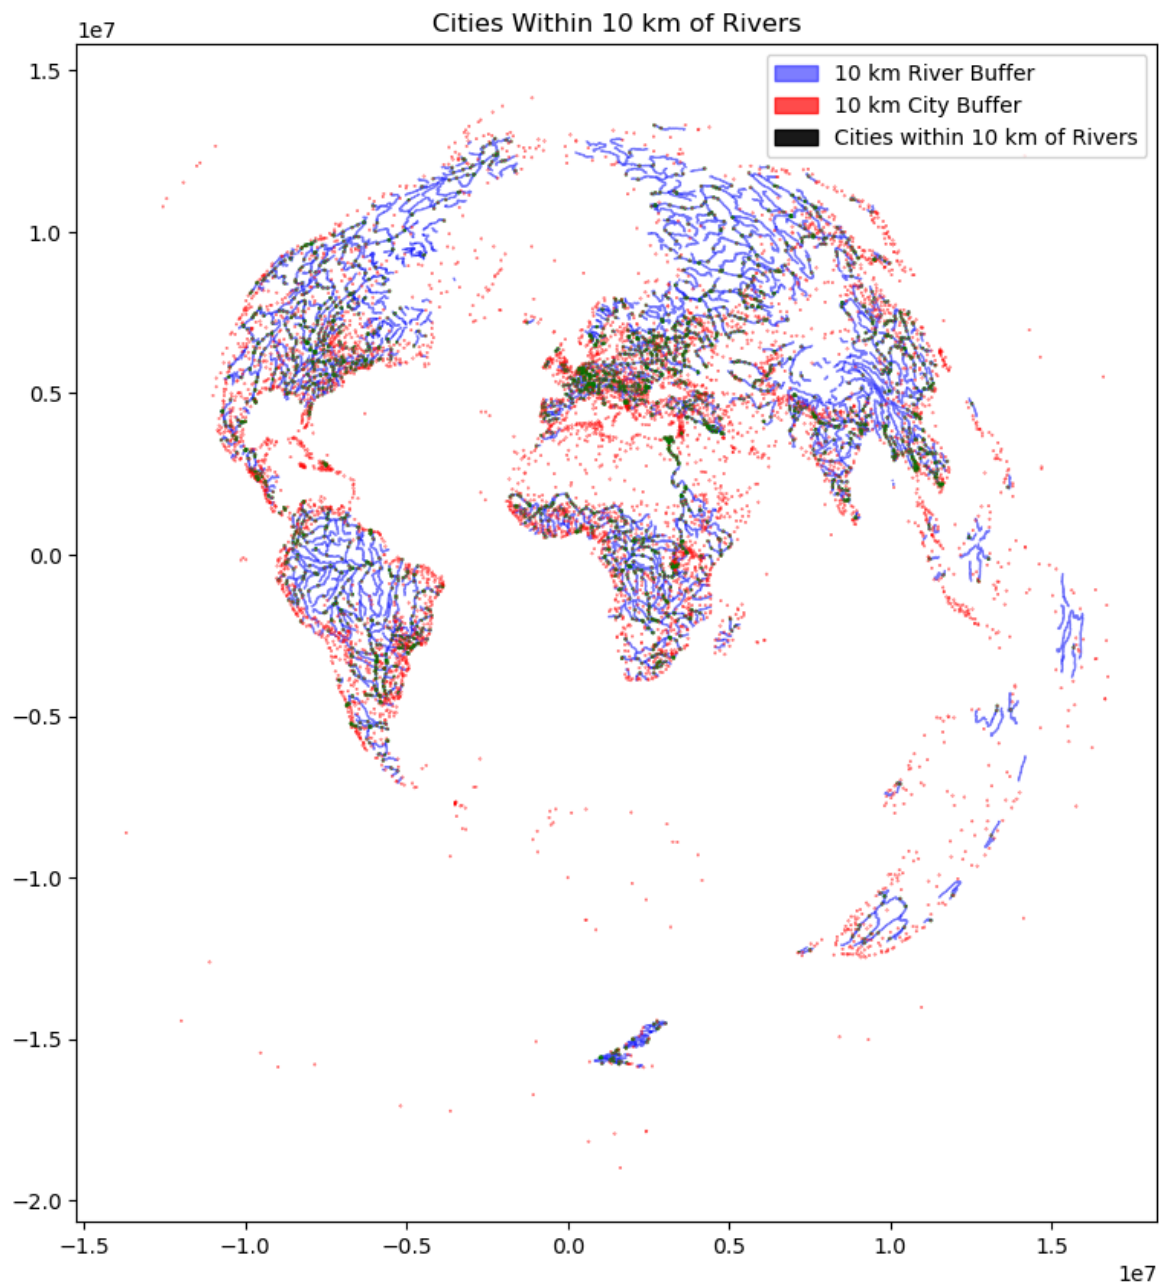 Cities Within 10 km of Rivers
1e7
10 km River Buffer
10 km City Buffer
Cities within 10 km of Rivers
1.5
1.0
0.5
0.0
−0.5
−1.0
−1.5
−2.0
−1.5 −1.0 −0.5 0.0 0.5 1.0 1.5
1e7